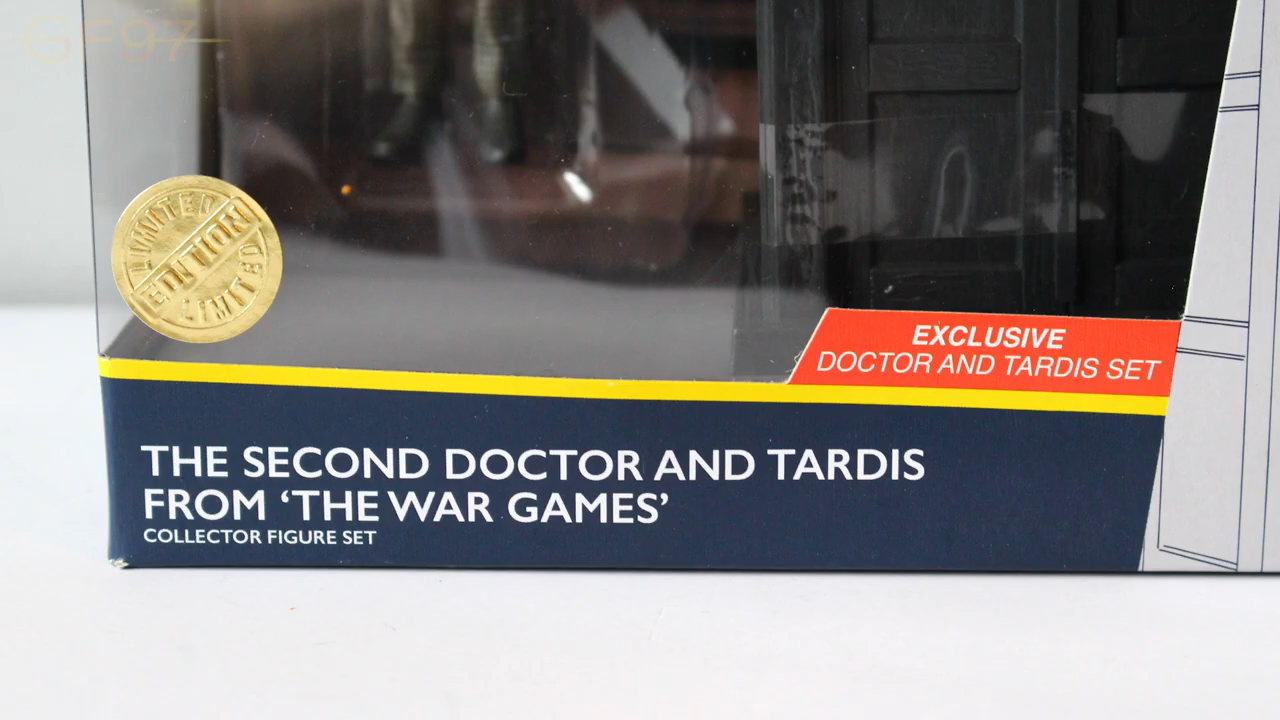 GF97
LIMITED
EDITION
LIMITED
EXCLUSIVE
DOCTOR AND TARDIS SET
THE SECOND DOCTOR AND TARDIS
FROM ‘THE WAR GAMES’
COLLECTOR FIGURE SET